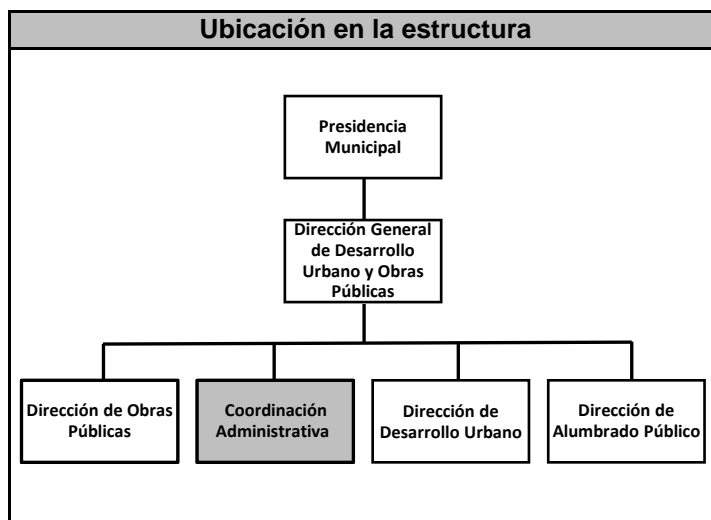 Ubicación en la estructura
Presidencia
Municipal
Dirección General
de Desarrollo
Urbano y Obras
Públicas
Dirección de Obras
Públicas
Coordinación
Administrativa
Dirección de
Desarrollo Urbano
Dirección de
Alumbrado Público